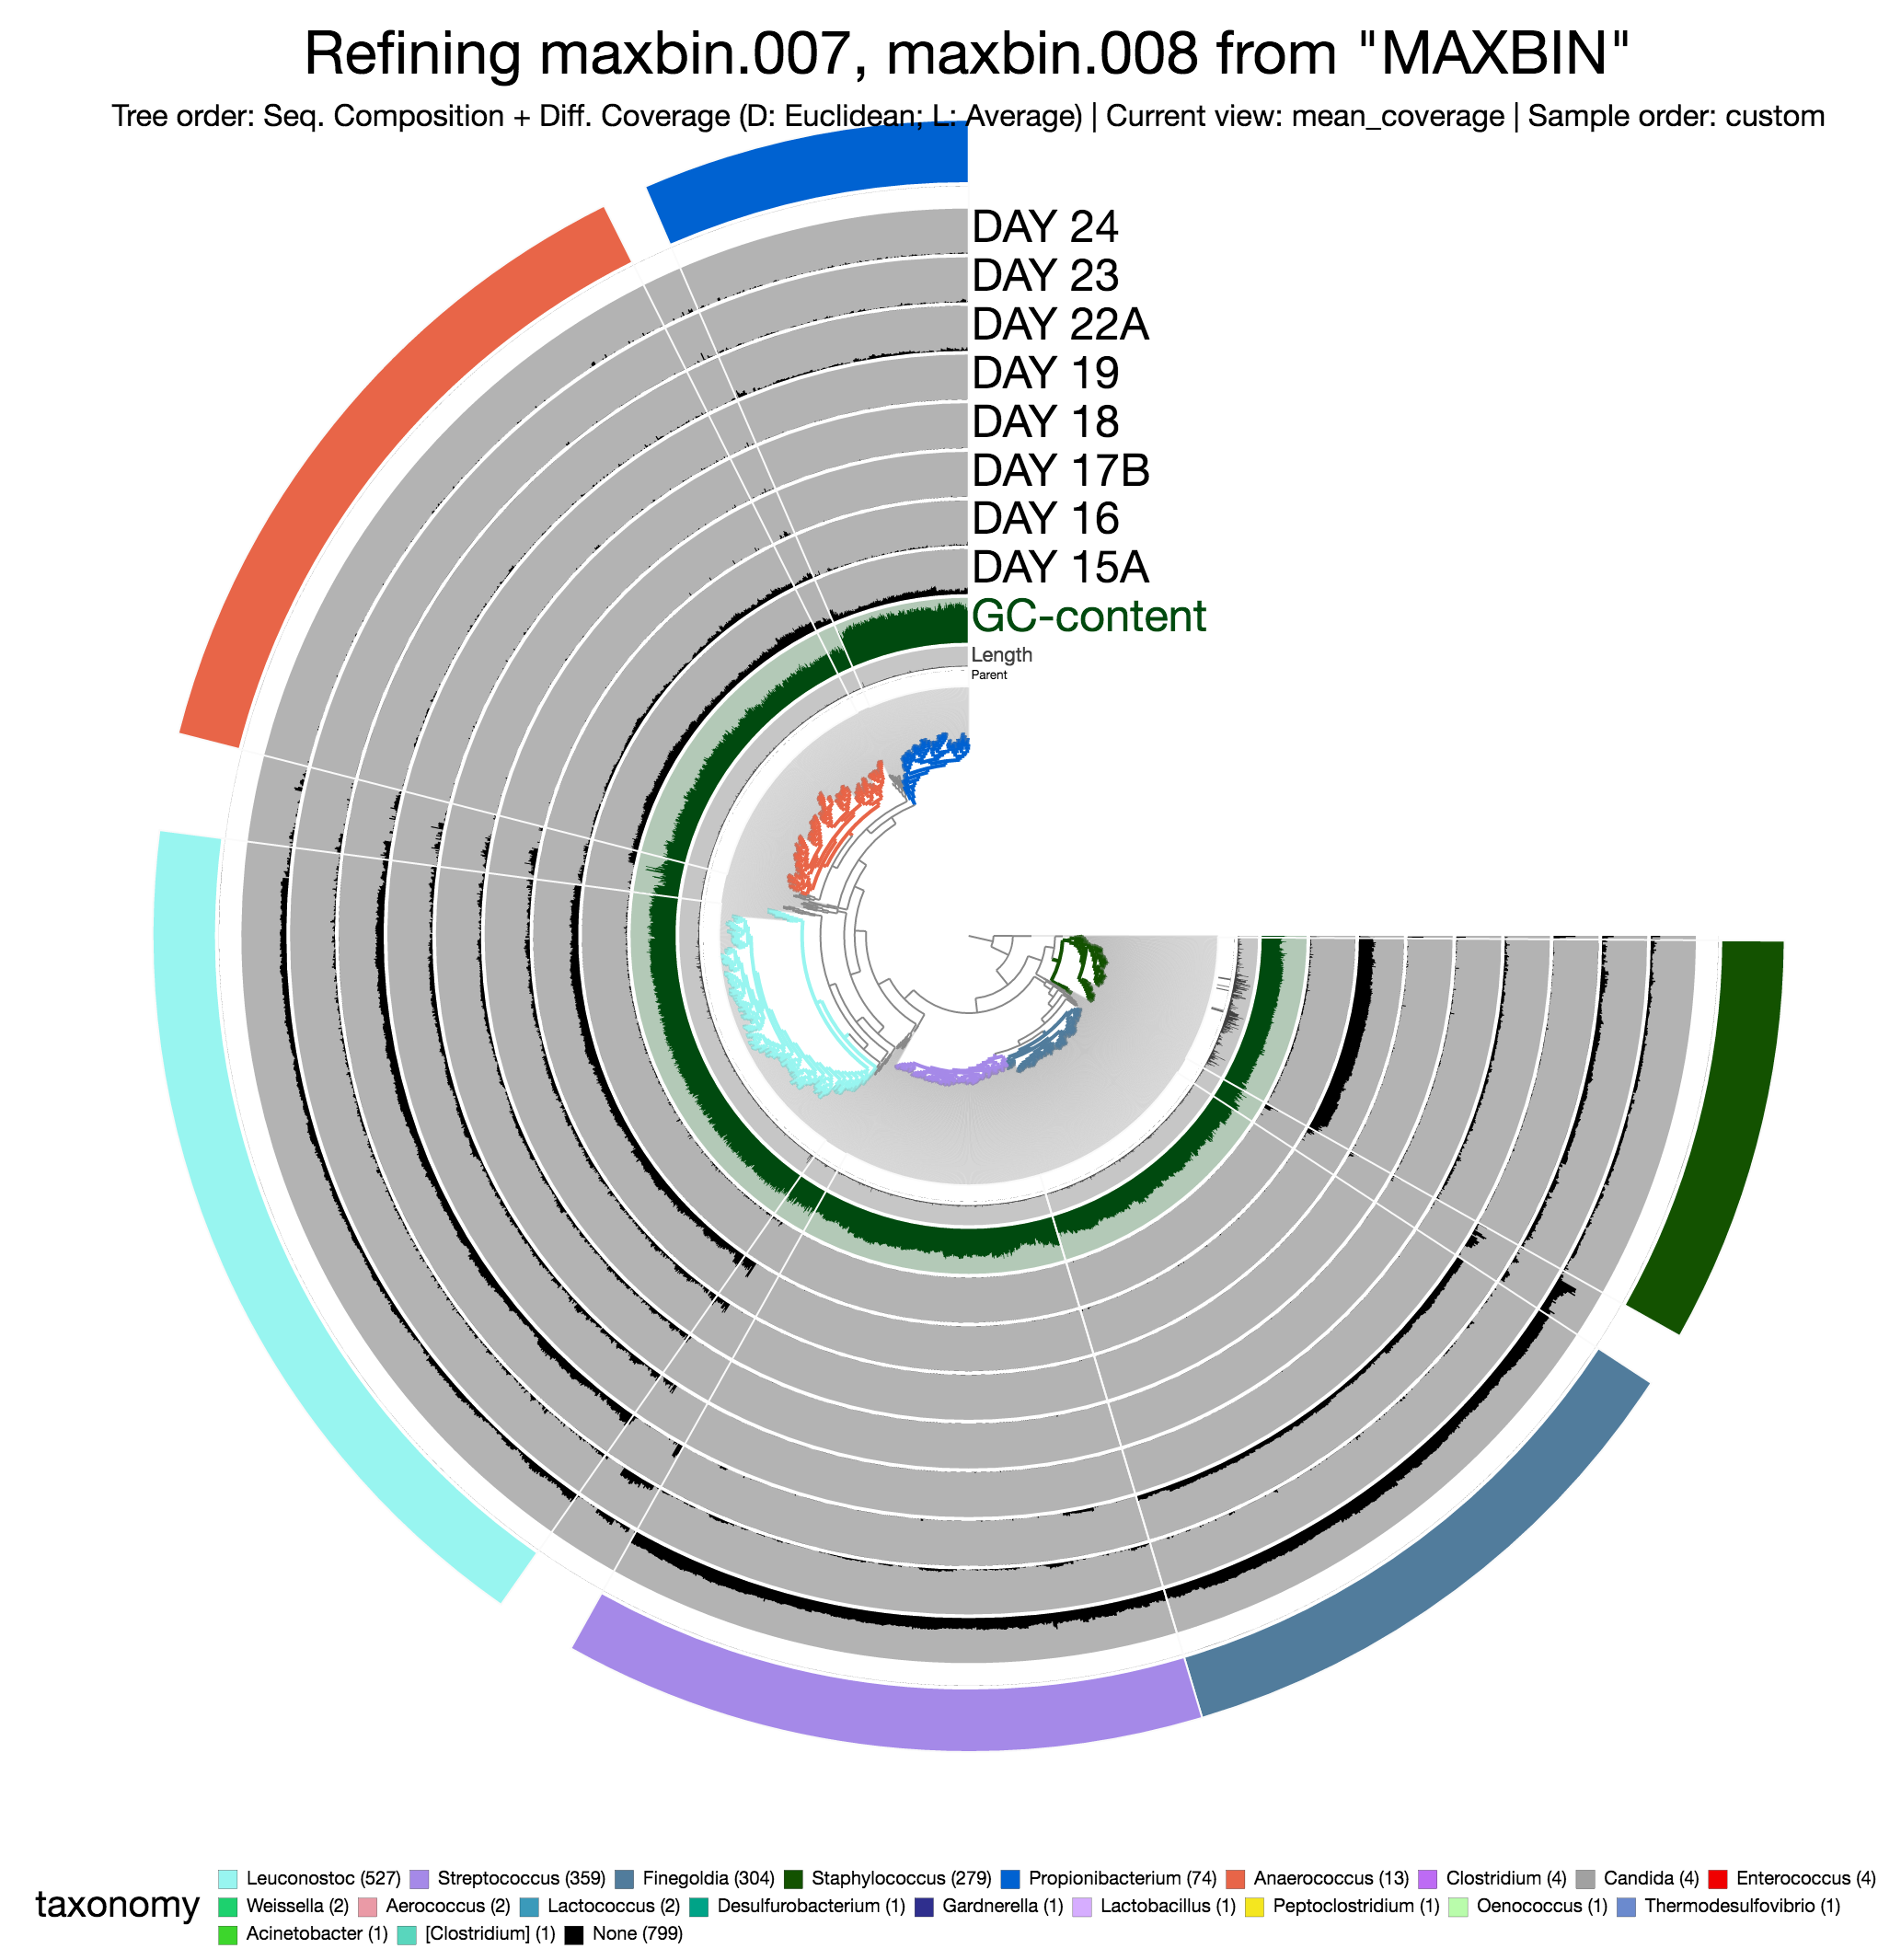 Refining maxbin.007, maxbin.008 from "MAXBIN"
Tree order: Seq. Composition + Diff. Coverage (D: Euclidean; L: Average) | Current view: mean_coverage | Sample order: custom
DAY 24
DAY 23
DAY 22A
DAY 19
DAY 18
DAY 17B
DAY 16
DAY 15A
GC-content
Length
Parent
taxonomy
Leuconostoc (527) Streptococcus (359) Finegoldia (304) Staphylococcus (279) Propionibacterium (74) Anaerococcus (13) Clostridium (4) Candida (4) Enterococcus (4)
Weissella (2) Aerococcus (2) Lactococcus (2) Desulfurobacterium (1) Gardnerella (1) Lactobacillus (1) Peptoclostridium (1) Oenococcus (1) Thermodesulfovibrio (1)
Acinetobacter (1) [Clostridium] (1) None (799)